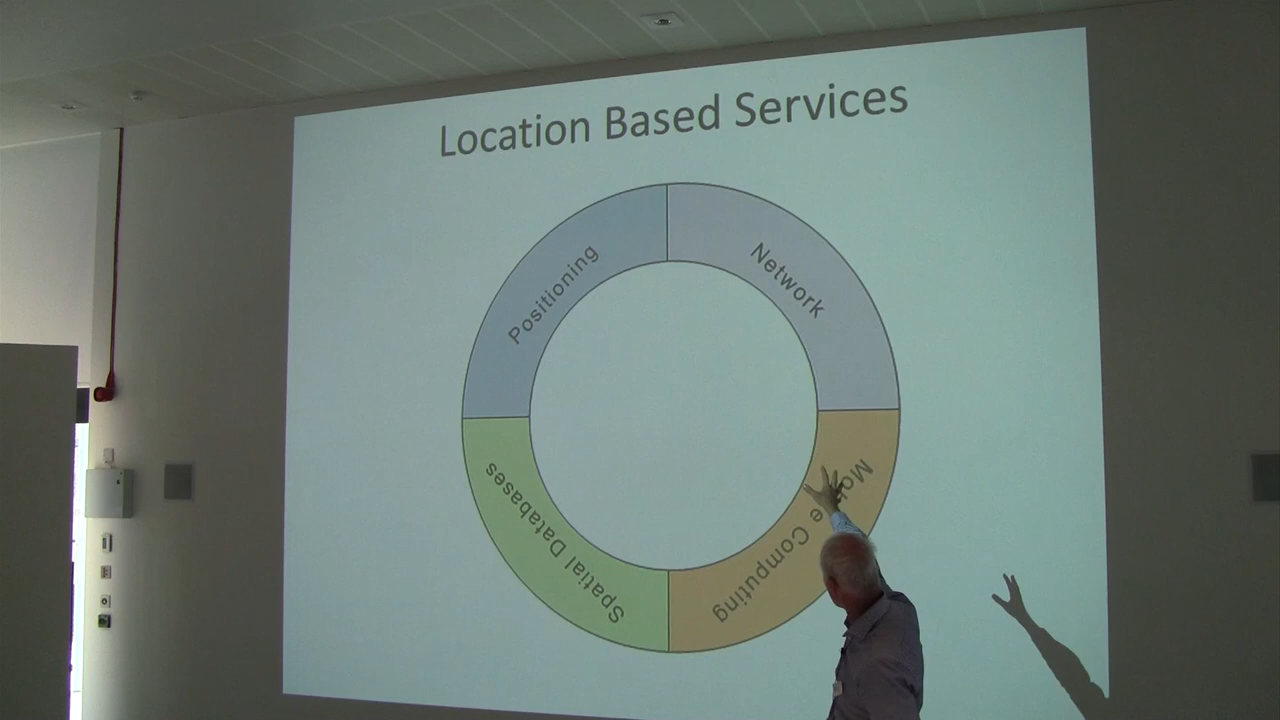 Location Based Services
Positioning
Network
Spatial Databases
Computing